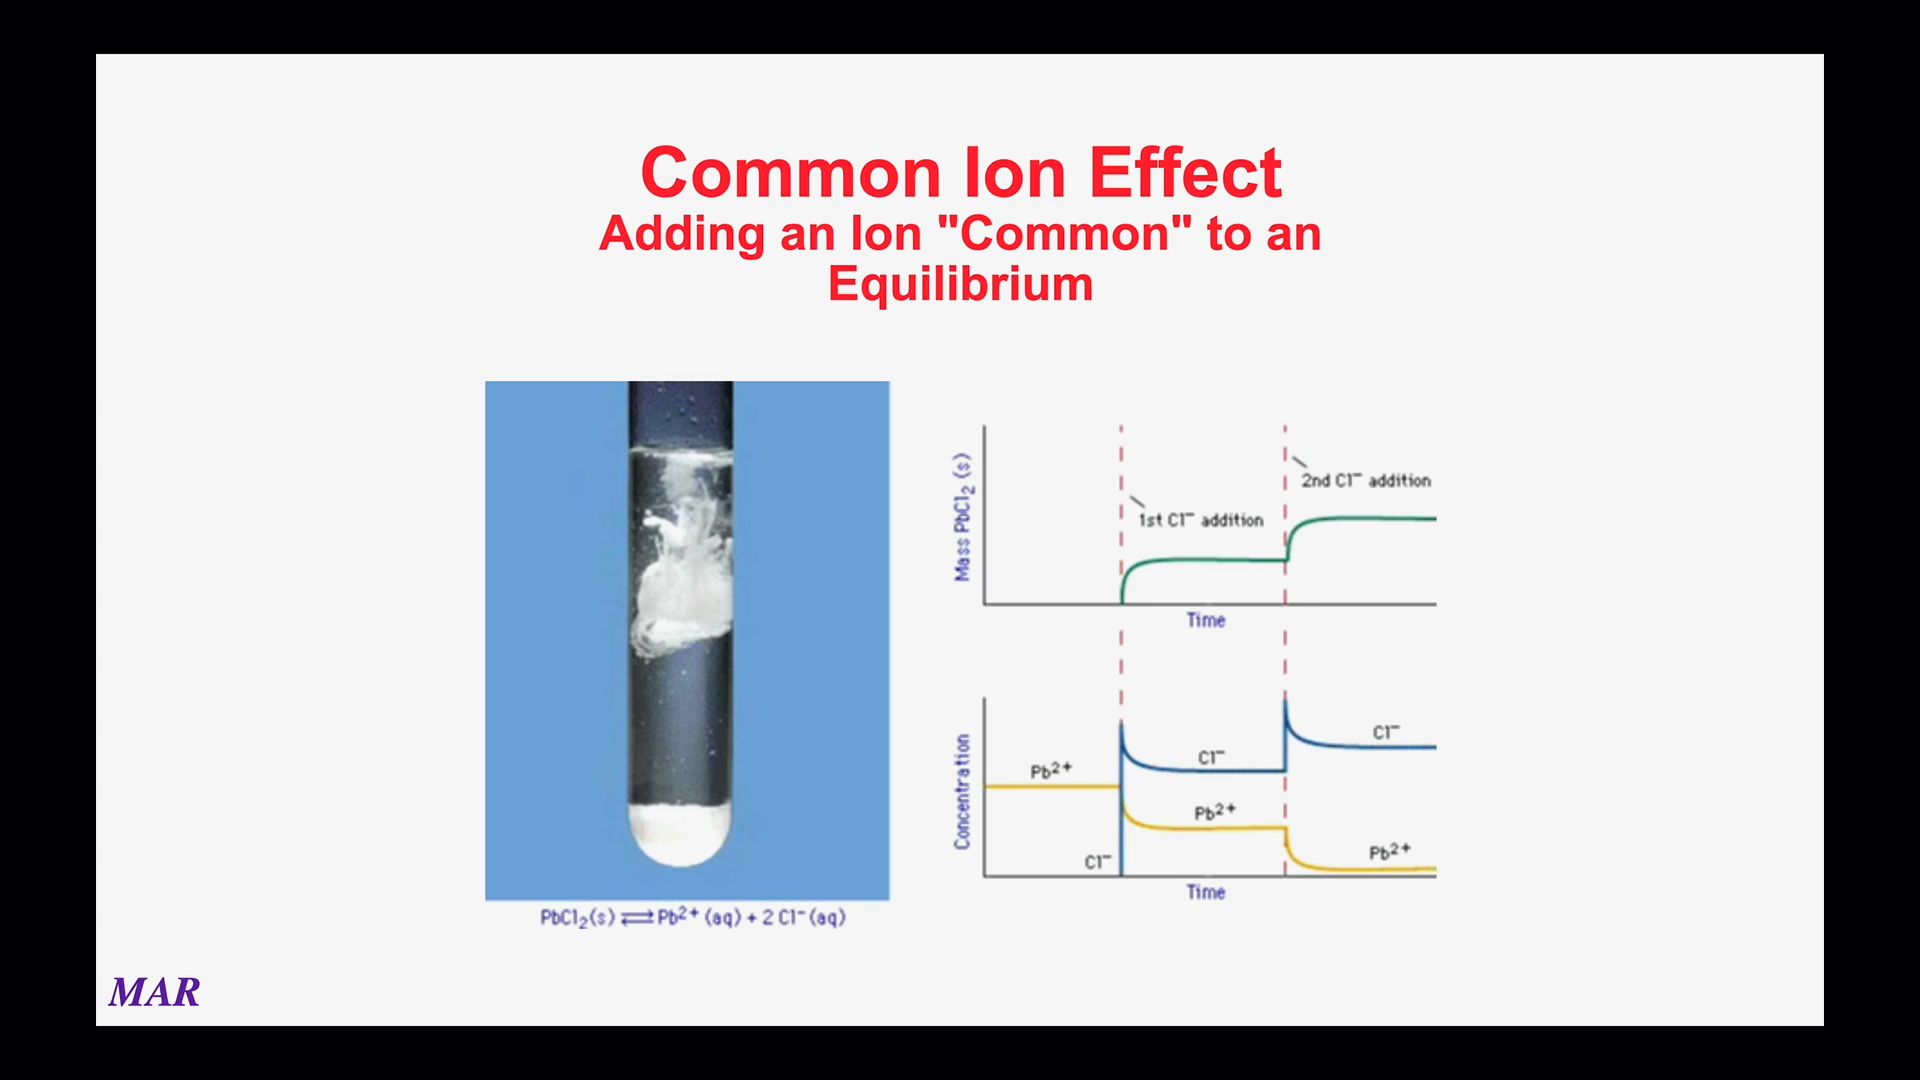 Common Ion Effect
Adding an Ion "Common" to an
Equilibrium
Mass PbCl₂ (s)
1st Cl⁻ addition
2nd Cl⁻ addition
Time
Concentration
Pb²⁺
Cl⁻
Cl⁻
Pb²⁺
Cl⁻
Pb²⁺
Time
PbCl₂(s) ⇌ Pb²⁺ (aq) + 2 Cl⁻ (aq)
MAR